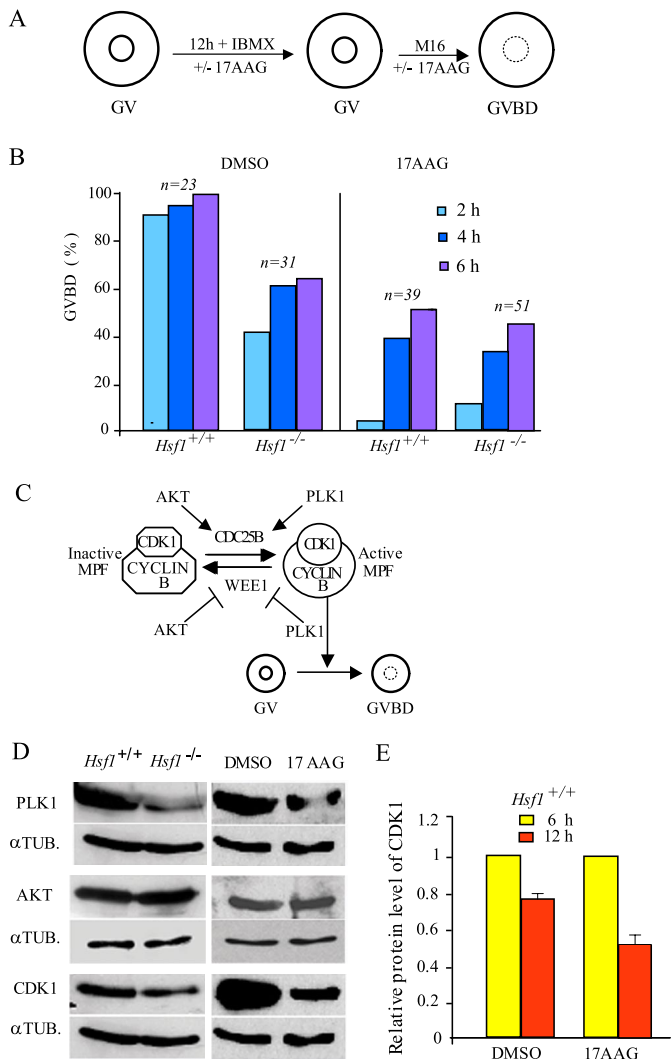 A
12h + IBMX
+/- 17AAG
M16
+/- 17AAG
GV
GV
GVBD
B
DMSO
17AAG
GVBD ( % )
100
80
60
40
20
0
n=23
n=31
n=39
n=51
2 h
4 h
6 h
Hsf1 +/+
Hsf1 -/-
Hsf1 +/+
Hsf1 -/-
C
AKT
PLK1
CDC25B
Inactive
MPF
CDK1
CYCLIN
B
WEE1
CDK1
CYCLIN
B
Active
MPF
AKT
PLK1
GV
GVBD
D
Hsf1 +/+
Hsf1 -/-
DMSO
17 AAG
PLK1
αTUB.
AKT
αTUB.
CDK1
αTUB.
E
Hsf1 +/+
6 h
12 h
Relative protein level of CDK1
1.2
1
0.8
0.6
0.4
0.2
0
DMSO
17AAG